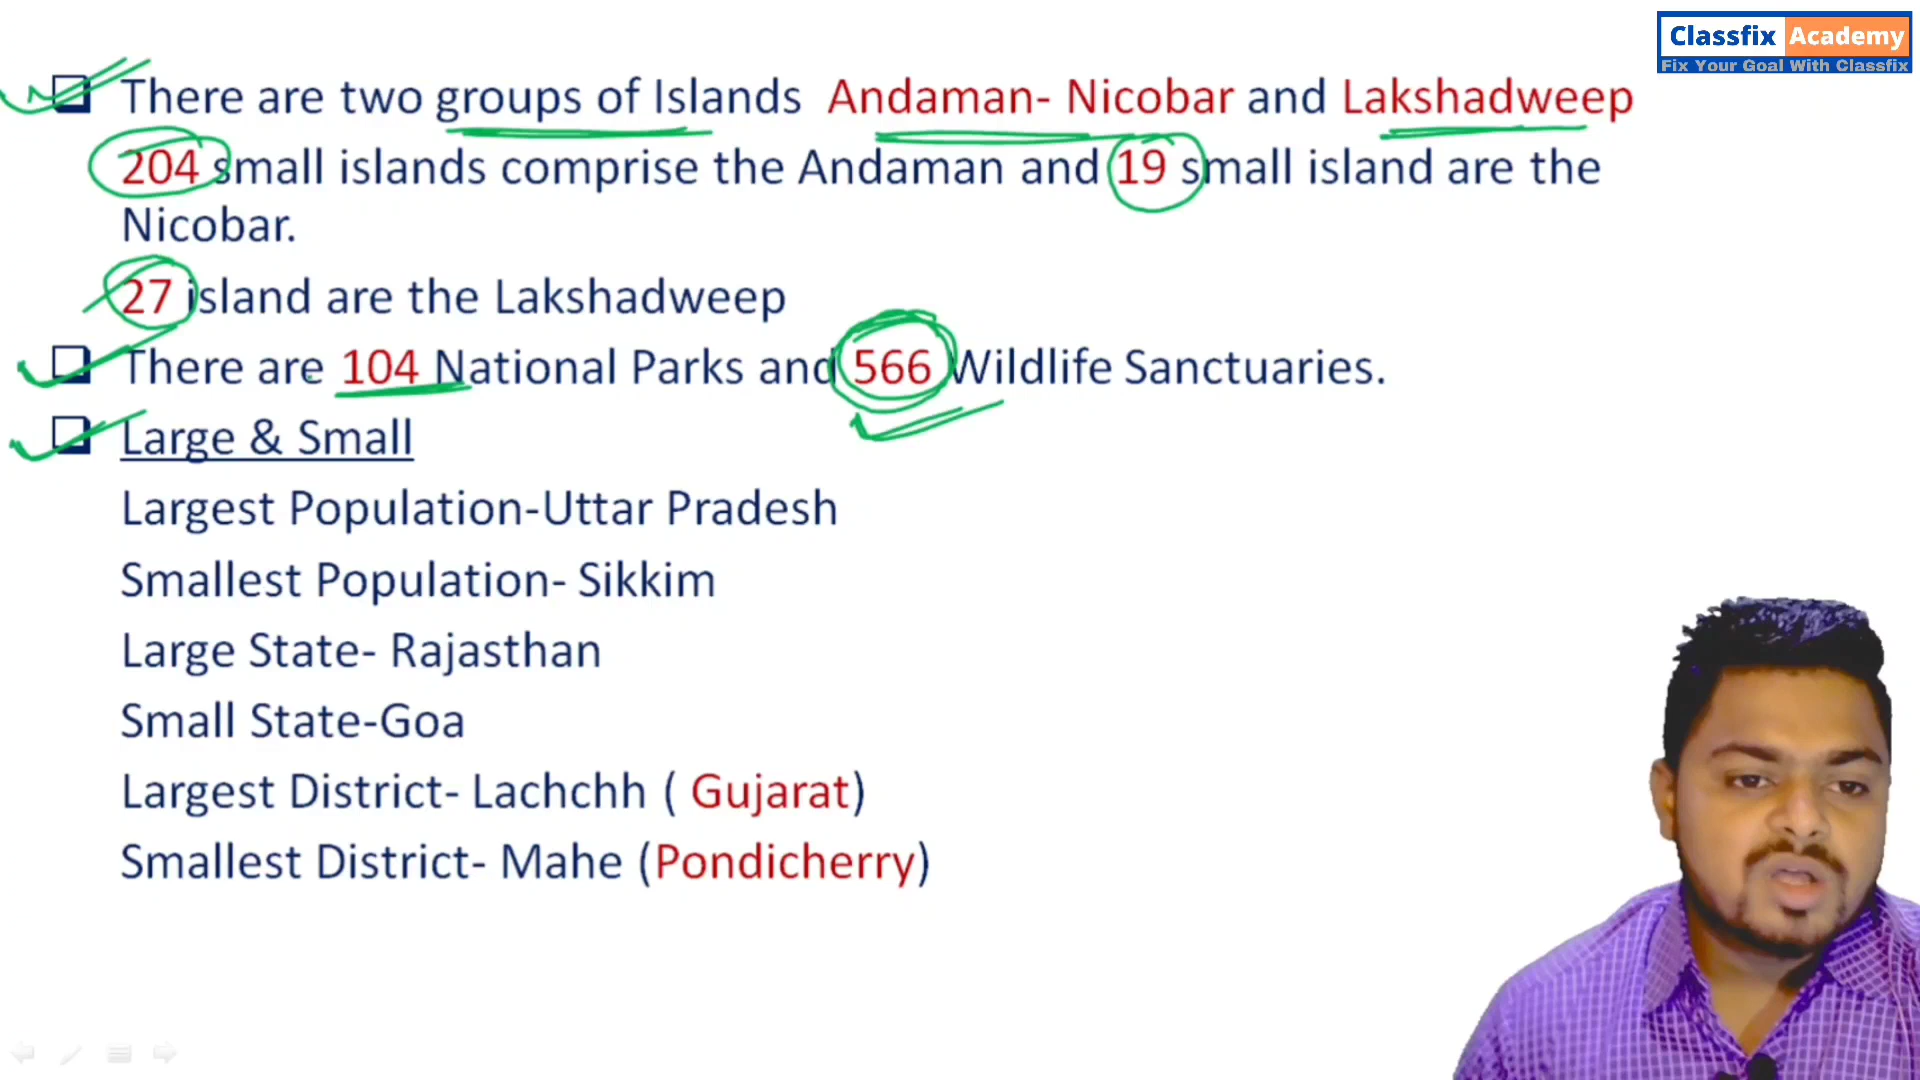 Classfix Academy
Fix Your Goal With Classfix
There are two groups of Islands Andaman- Nicobar and Lakshadweep
204 small islands comprise the Andaman and 19 small island are the
Nicobar.
27 island are the Lakshadweep
There are 104 National Parks and 566 Wildlife Sanctuaries.
Large & Small
Largest Population-Uttar Pradesh
Smallest Population- Sikkim
Large State- Rajasthan
Small State-Goa
Largest District- Lachchh ( Gujarat)
Smallest District- Mahe (Pondicherry)